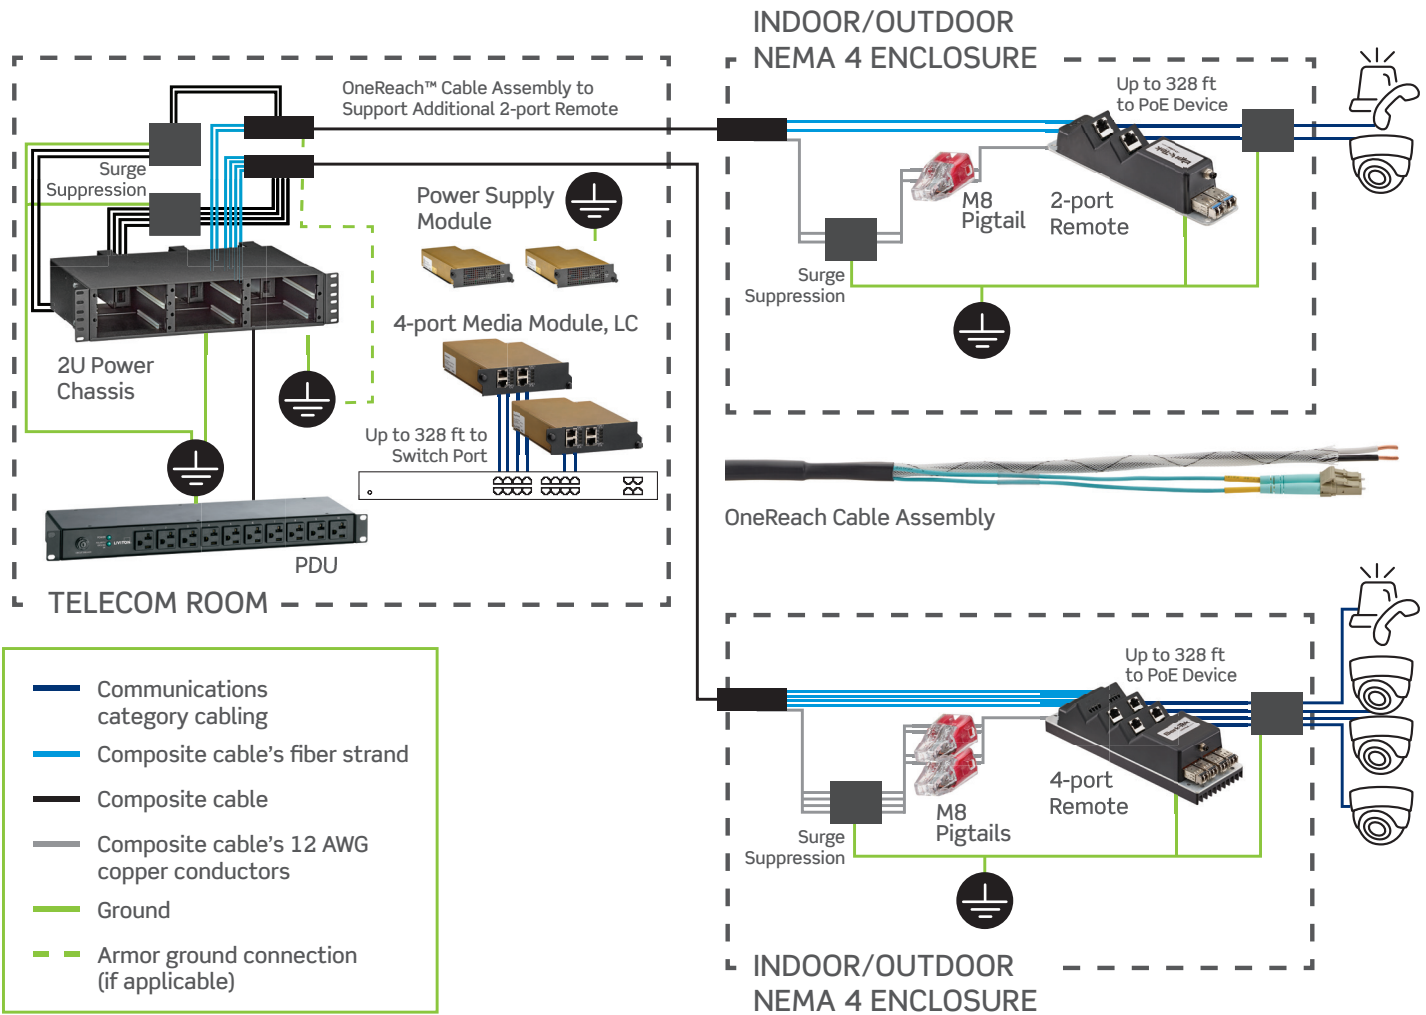 INDOOR/OUTDOOR
NEMA 4 ENCLOSURE
OneReach™ Cable Assembly to
Support Additional 2-port Remote
Up to 328 ft
to PoE Device
Surge
Suppression
Power Supply
Module
M8
Pigtail
2-port
Remote
Surge
Suppression
4-port Media Module, LC
2U Power
Chassis
Up to 328 ft to
Switch Port
OneReach Cable Assembly
PDU
TELECOM ROOM
Communications
category cabling
Composite cable's fiber strand
Composite cable
Composite cable's 12 AWG
copper conductors
Ground
Armor ground connection
(if applicable)
Up to 328 ft
to PoE Device
M8
Pigtails
4-port
Remote
Surge
Suppression
INDOOR/OUTDOOR
NEMA 4 ENCLOSURE